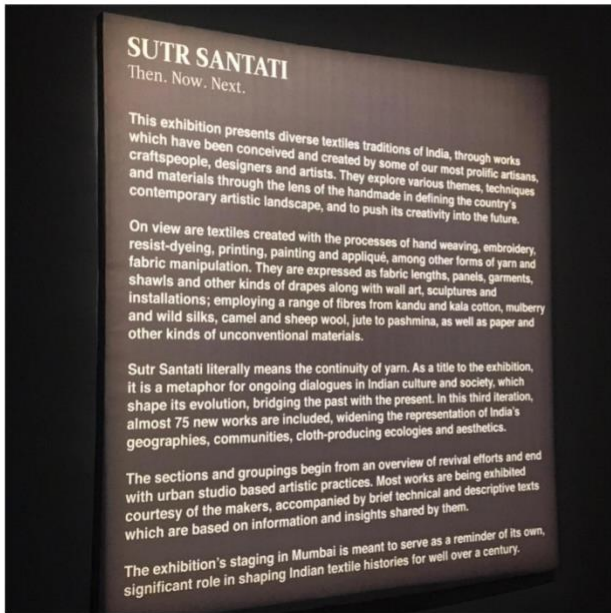 SUTR SANTATI
Then. Now. Next.
This exhibition presents diverse textiles traditions of India, through works
which have been conceived and created by some of our most prolific artisans,
craftspeople, designers and artists. They explore various themes, techniques
and materials through the lens of the handmade in defining the country's
contemporary artistic landscape, and to push its creativity into the future.
On view are textiles created with the processes of hand weaving, embroidery,
resist-dyeing, printing, painting and appliqué, among other forms of yarn and
fabric manipulation. They are expressed as fabric lengths, panels, garments,
shawls and other kinds of drapes along with wall art, sculptures and
installations; employing a range of fibres from kandu and kala cotton, mulberry
and wild silks, camel and sheep wool, jute to pashmina, as well as paper and
other kinds of unconventional materials.
Sutr Santati literally means the continuity of yarn. As a title to the exhibition,
it is a metaphor for ongoing dialogues in Indian culture and society, which
shape its evolution, bridging the past with the present. In this third iteration,
almost 75 new works are included, widening the representation of India's
geographies, communities, cloth-producing ecologies and aesthetics.
The sections and groupings begin from an overview of revival efforts and end
with urban studio based artistic practices. Most works are being exhibited
courtesy of the makers, accompanied by brief technical and descriptive texts
which are based on information and insights shared by them.
The exhibition's staging in Mumbai is meant to serve as a reminder of its own,
significant role in shaping Indian textile histories for well over a century.